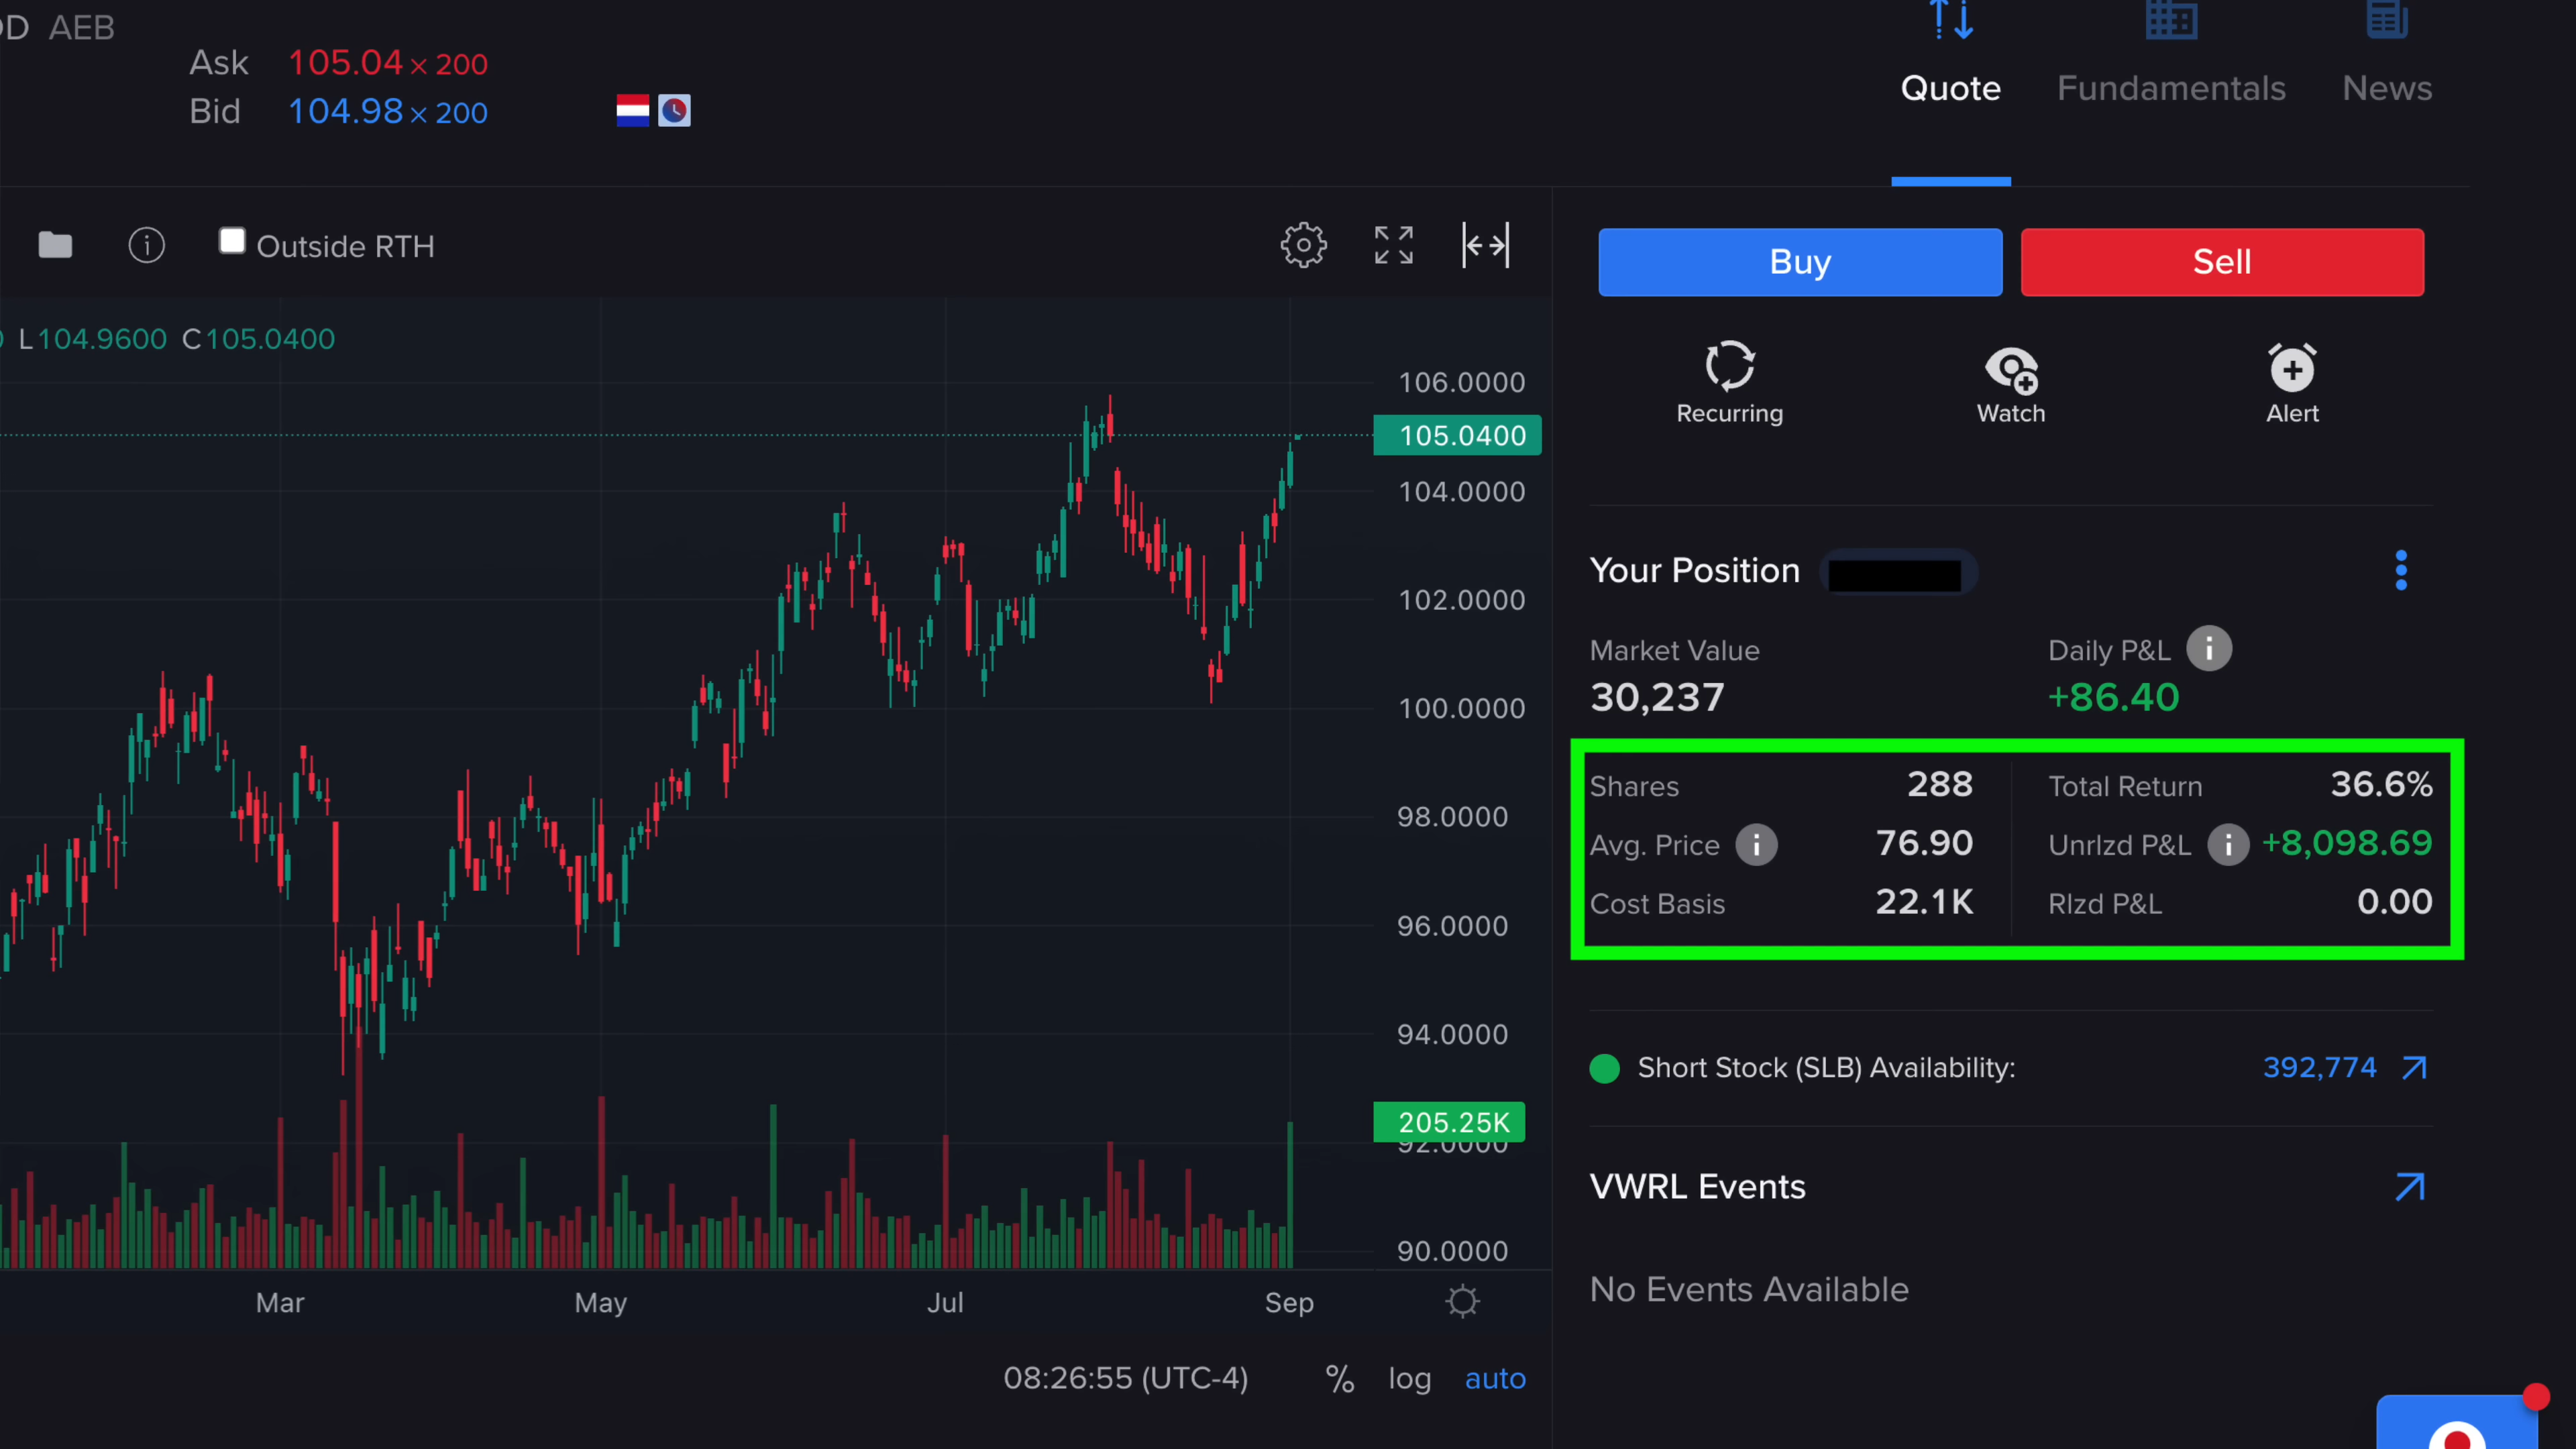 AEB
Ask 105.04 × 200
Bid 104.98 × 200
Quote
Fundamentals
News
Outside RTH
L104.9600 C105.0400
106.0000
105.0400
104.0000
102.0000
100.0000
98.0000
96.0000
94.0000
205.25K
92.0000
90.0000
Mar
May
Jul
Sep
08:26:55 (UTC-4)
%
log
auto
Buy
Sell
Recurring
Watch
Alert
Your Position
Market Value
30,237
Daily P&L
+86.40
Shares 288
Avg. Price 76.90
Cost Basis 22.1K
Total Return 36.6%
Unrlzd P&L +8,098.69
Rlzd P&L 0.00
Short Stock (SLB) Availability: 392,774
VWRL Events
No Events Available